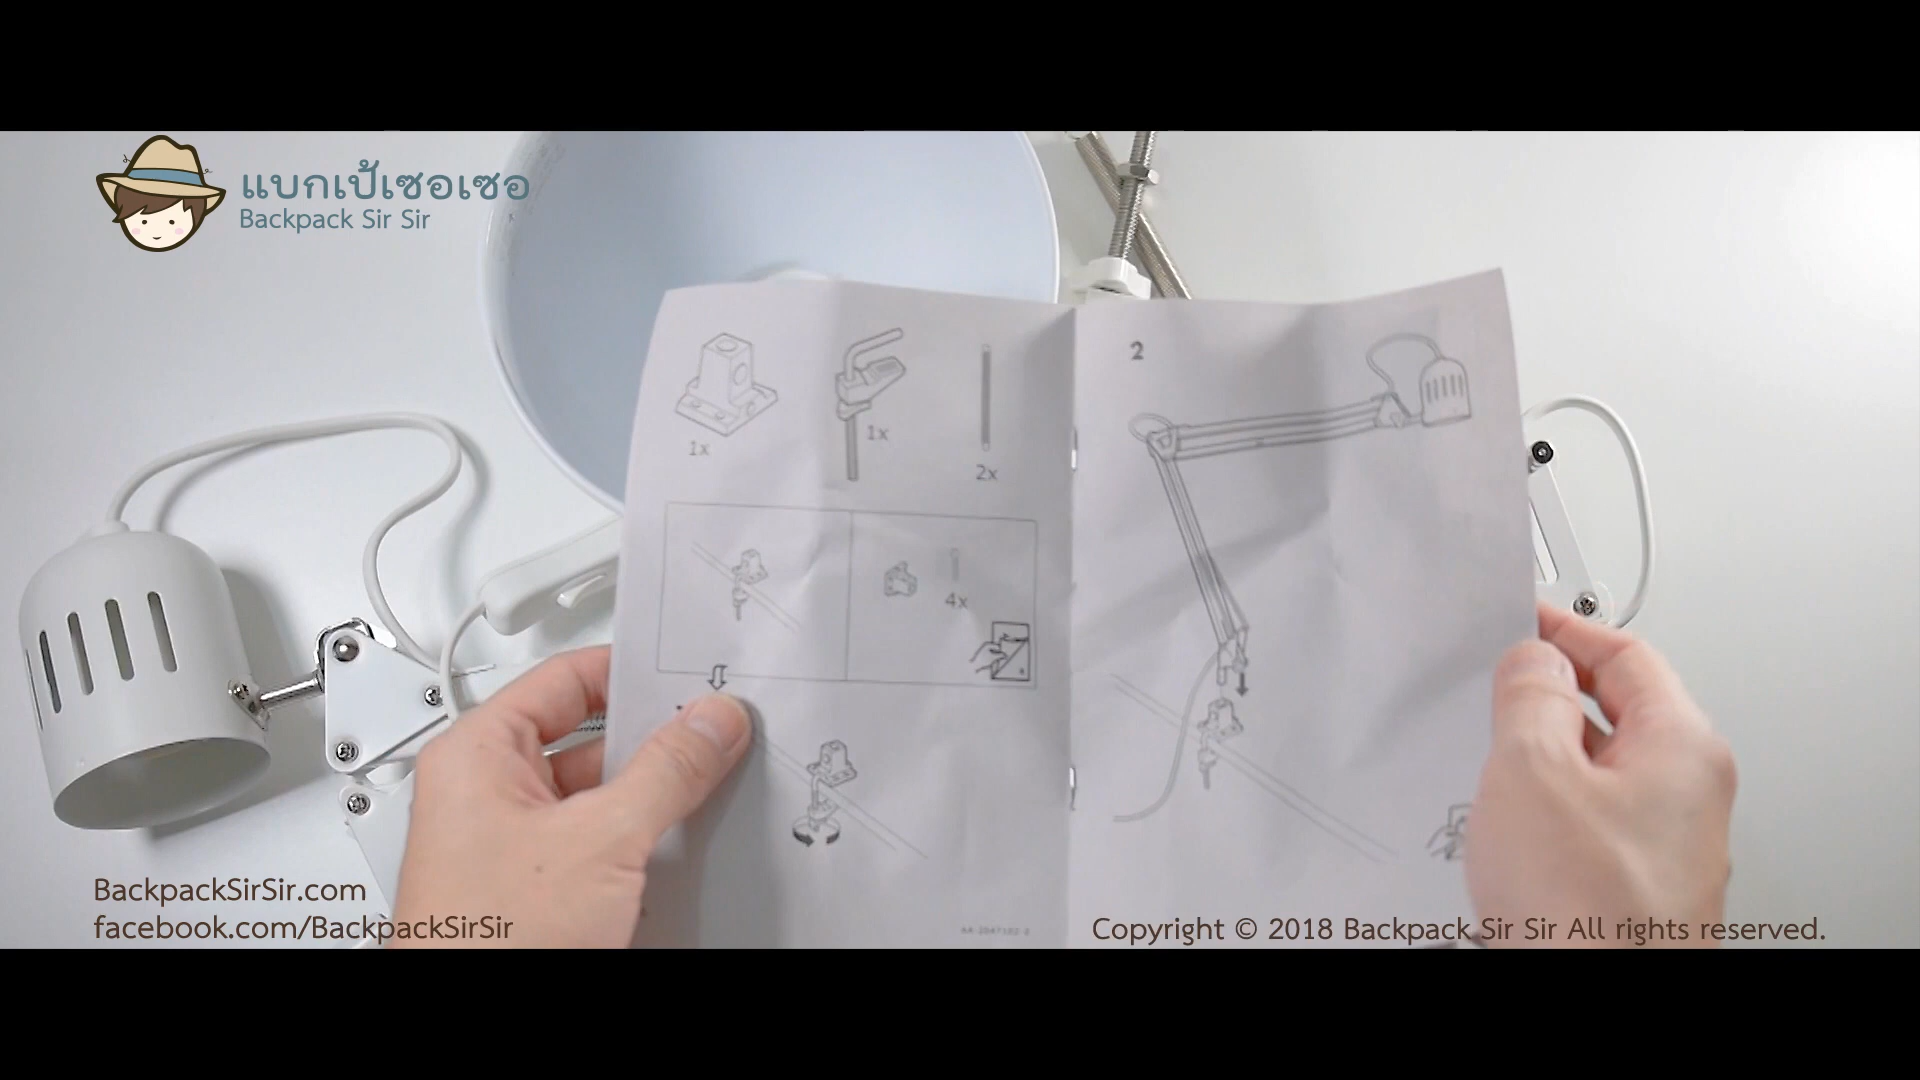 แบกเป้เซอเซอ
Backpack Sir Sir
1x
1x
2x
4x
2
BackpackSirSir.com
facebook.com/BackpackSirSir
Copyright © 2018 Backpack Sir Sir All rights reserved.